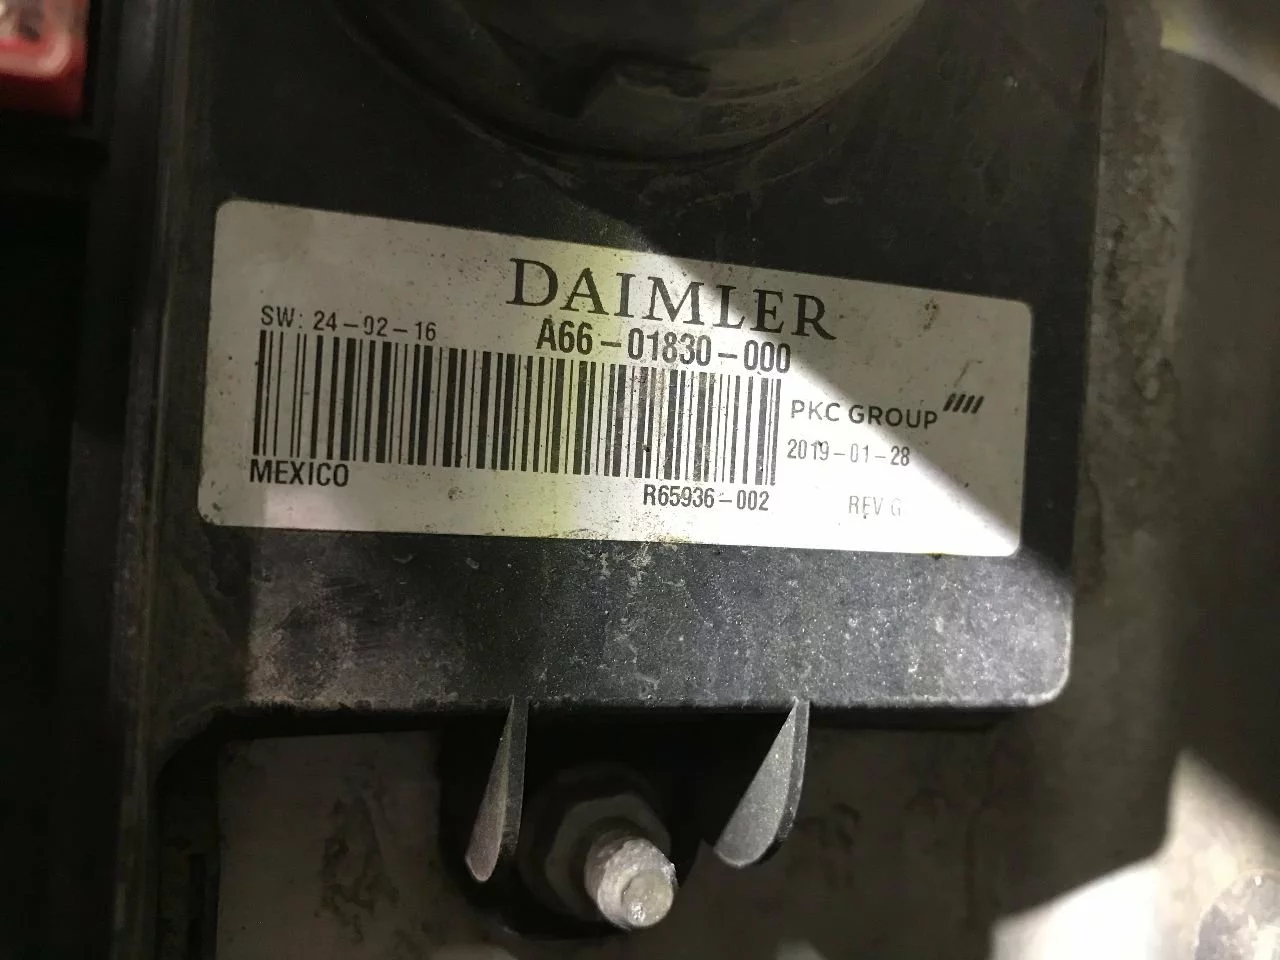 DAIMLER
SW: 24-02-16
A66-01830-000
PKC GROUP
2019-01-28
MEXICO
R65936-002
REV G